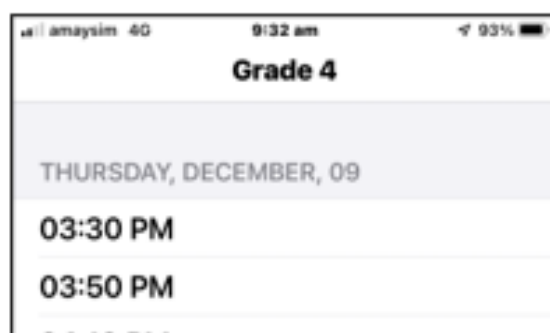 amaysim 4G 9:32 am 93%
Grade 4
THURSDAY, DECEMBER, 09
03:30 PM
03:50 PM